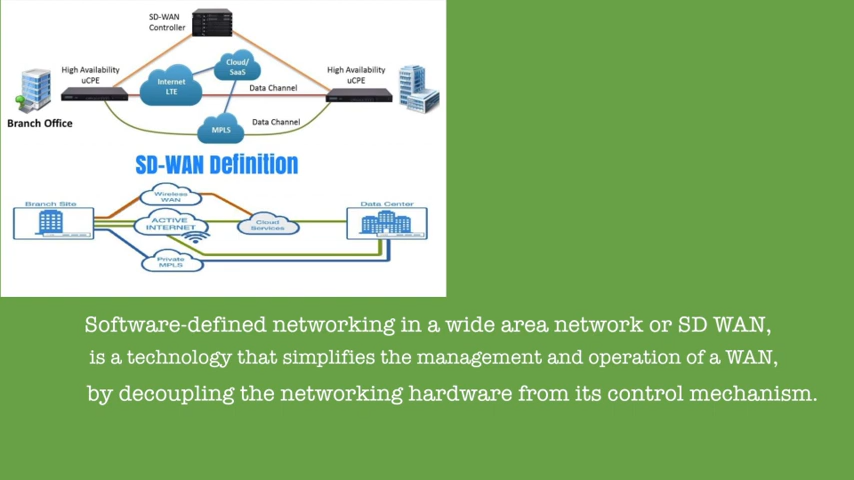 SD-WAN
Controller
High Availability
uCPE
Internet
LTE
Cloud/
SaaS
Data Channel
High Availability
uCPE
Branch Office
MPLS
Data Channel
SD-WAN Definition
Branch Site
Wireless
WAN
ACTIVE
INTERNET
Private
MPLS
Cloud
Services
Data Center
Software-defined networking in a wide area network or SD WAN,
is a technology that simplifies the management and operation of a WAN,
by decoupling the networking hardware from its control mechanism.